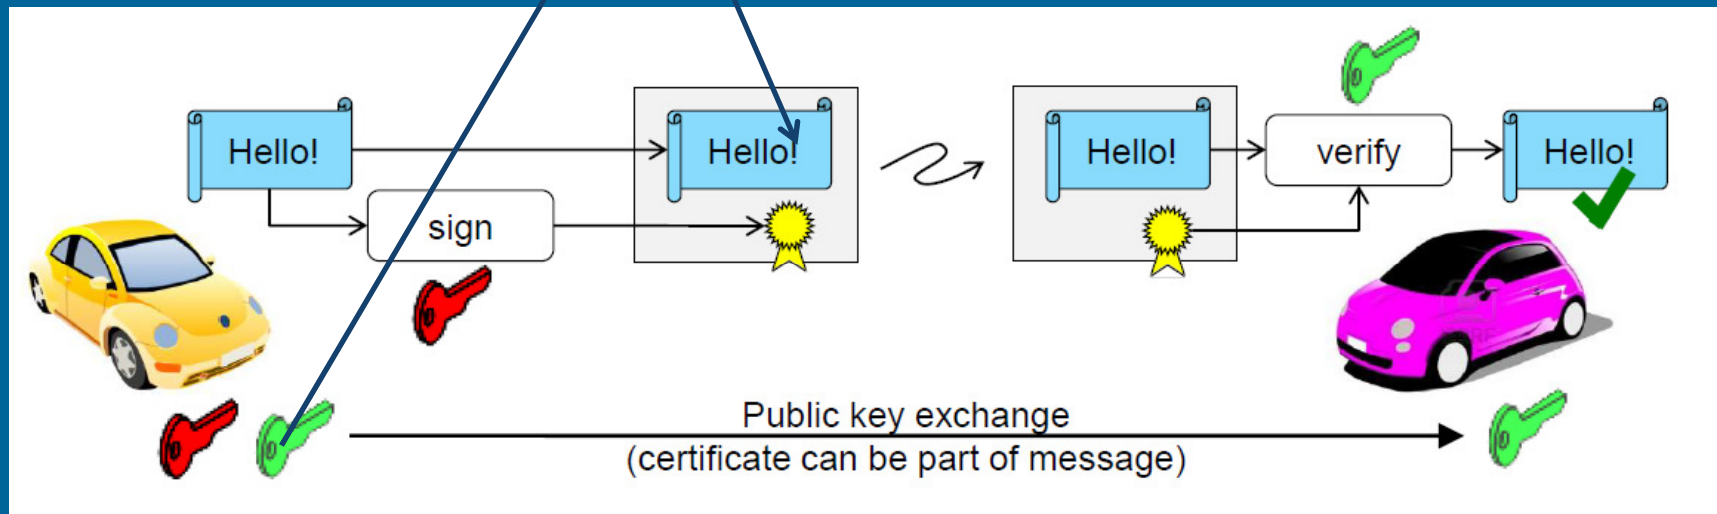 Hello!
Hello!
Hello!
verify
Hello!
sign
Public key exchange
(certificate can be part of message)